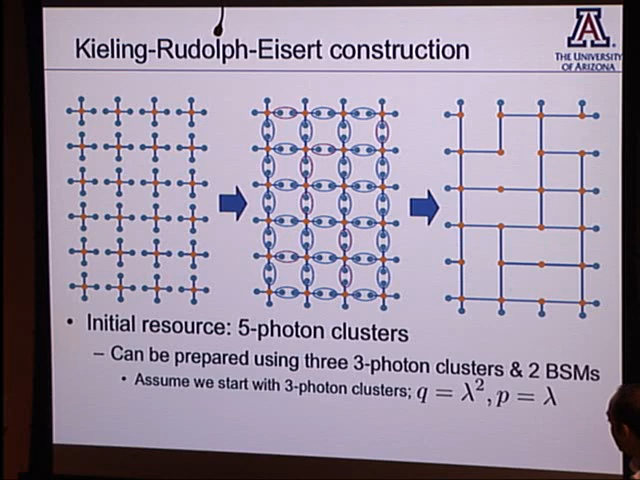 Kieling-Rudolph-Eisert construction
A
THE UNIVERSITY
OF ARIZONA
• Initial resource: 5-photon clusters
– Can be prepared using three 3-photon clusters & 2 BSMs
• Assume we start with 3-photon clusters; q = λ², p = λ